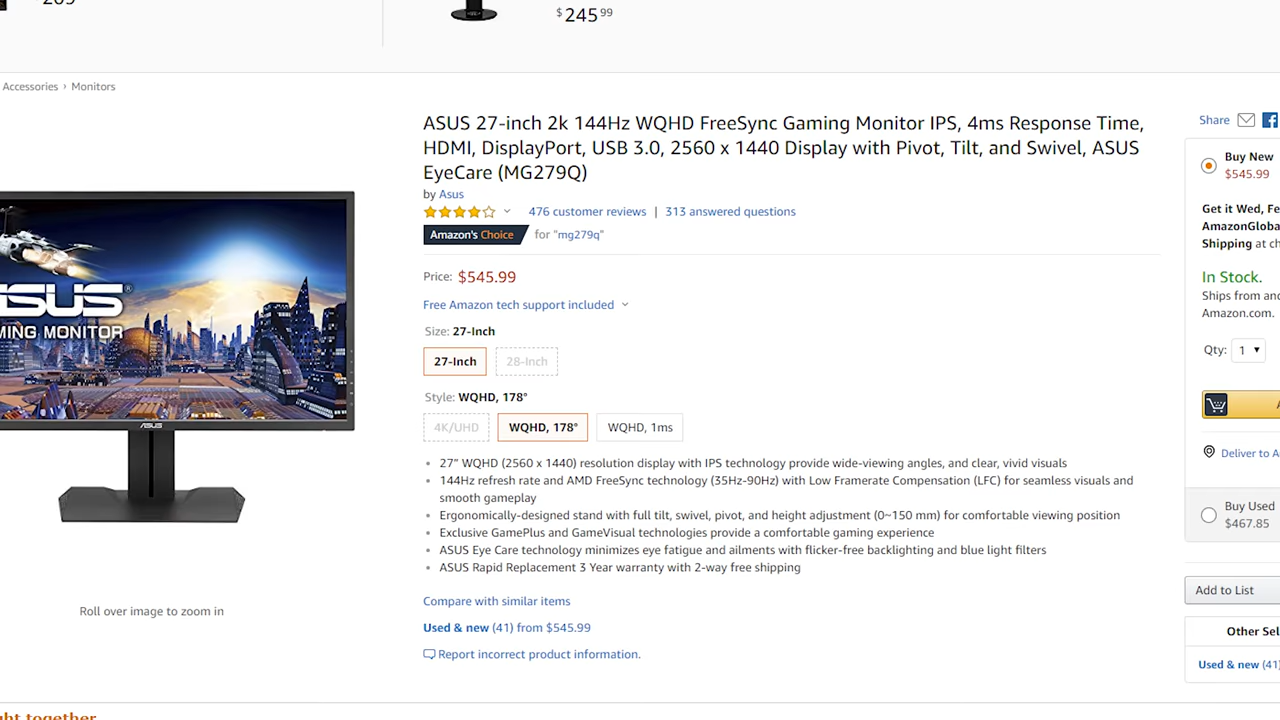 $245 99
Accessories › Monitors
ASUS 27-inch 2k 144Hz WQHD FreeSync Gaming Monitor IPS, 4ms Response Time,
HDMI, DisplayPort, USB 3.0, 2560 x 1440 Display with Pivot, Tilt, and Swivel, ASUS
EyeCare (MG279Q)
by Asus
476 customer reviews | 313 answered questions
Amazon's Choice for "mg279q"
Price: $545.99
Free Amazon tech support included
Size: 27-Inch
27-Inch 28-Inch
Style: WQHD, 178°
4K/UHD WQHD, 178° WQHD, 1ms
27” WQHD (2560 x 1440) resolution display with IPS technology provide wide-viewing angles, and clear, vivid visuals
144Hz refresh rate and AMD FreeSync technology (35Hz-90Hz) with Low Framerate Compensation (LFC) for seamless visuals and
smooth gameplay
Ergonomically-designed stand with full tilt, swivel, pivot, and height adjustment (0~150 mm) for comfortable viewing position
Exclusive GamePlus and GameVisual technologies provide a comfortable gaming experience
ASUS Eye Care technology minimizes eye fatigue and ailments with flicker-free backlighting and blue light filters
ASUS Rapid Replacement 3 Year warranty with 2-way free shipping
Compare with similar items
Used & new (41) from $545.99
Report incorrect product information.
ASUS
MING MONITOR
ASUS
Roll over image to zoom in
Share
Buy New
$545.99
Get it Wed, Fe
AmazonGloba
Shipping at ch
In Stock.
Ships from and
Amazon.com.
Qty: 1
Deliver to A
Buy Used
$467.85
Add to List
Other Sel
Used & new (41)
ght together